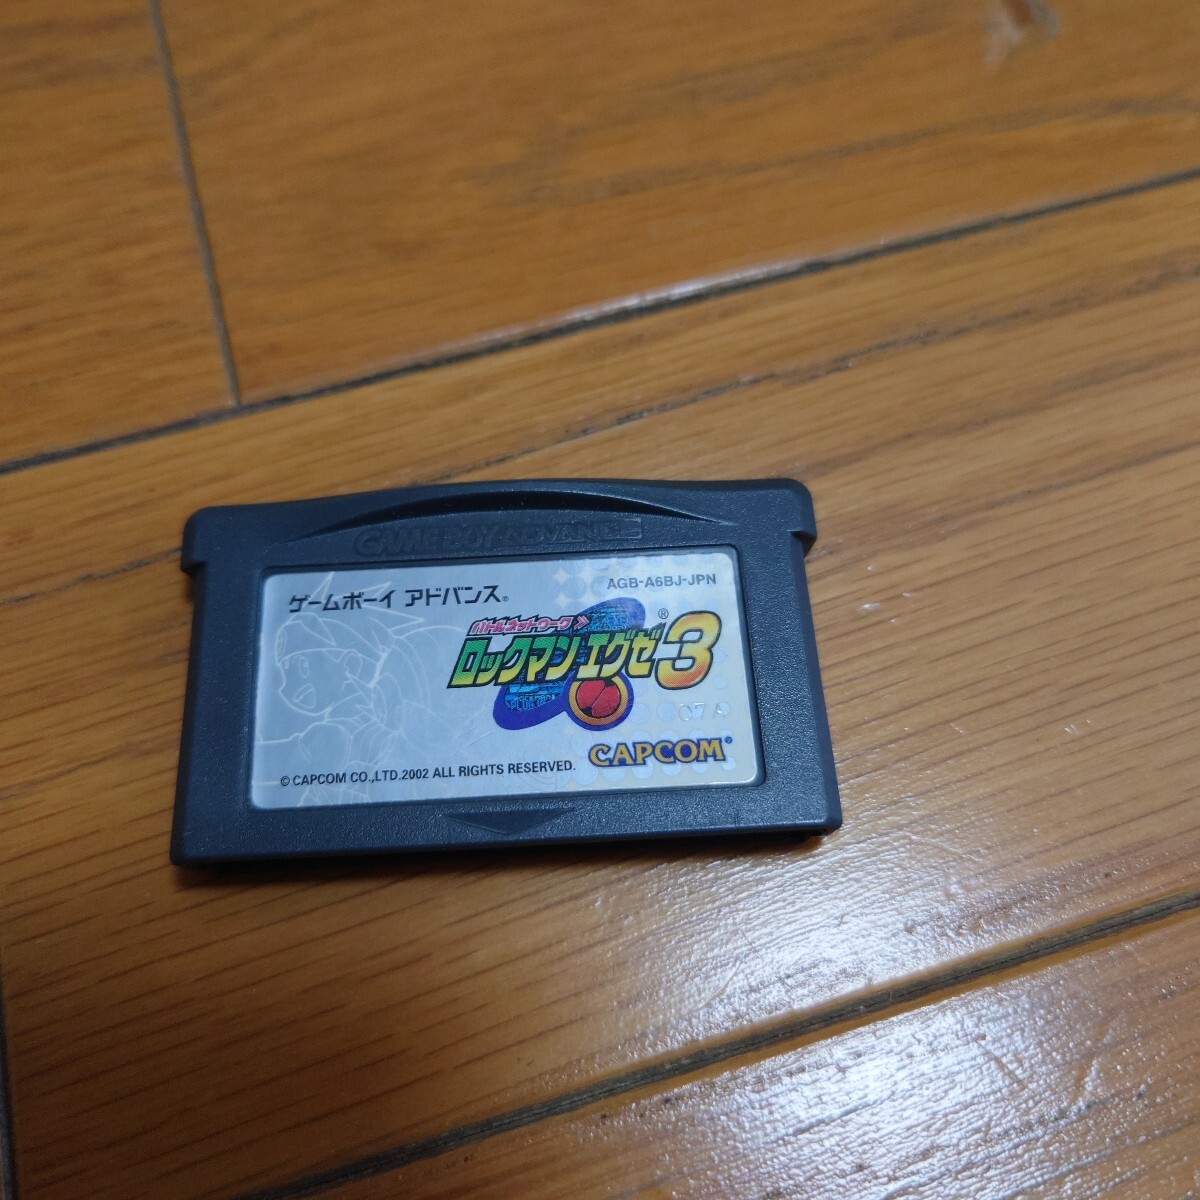 GAME BOY ADVANCE
ゲームボーイ アドバンス®
AGB-A6BJ-JPN
バトルネットワーク
ロックマン エグゼ3®
07A
CAPCOM®
© CAPCOM CO.,LTD.2002 ALL RIGHTS RESERVED.